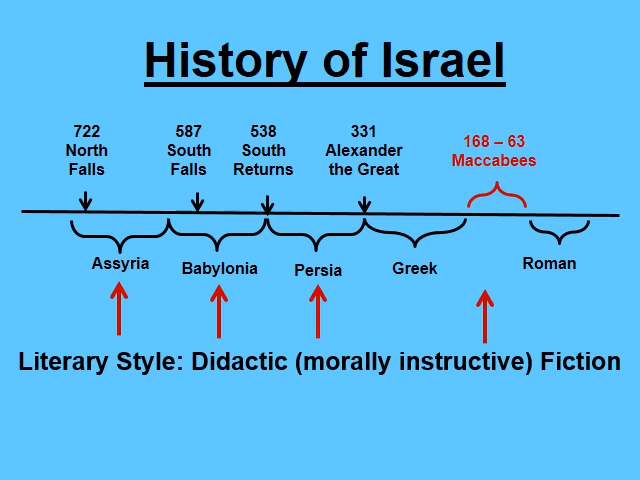 History of Israel
722
North
Falls
587
South
Falls
538
South
Returns
331
Alexander
the Great
168 – 63
Maccabees
Assyria
Babylonia
Persia
Greek
Roman
Literary Style: Didactic (morally instructive) Fiction